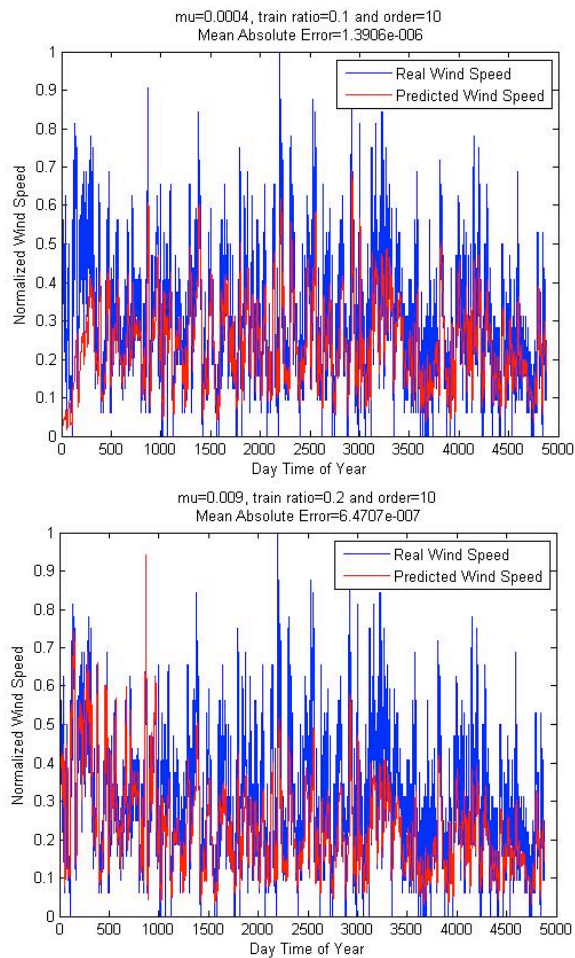 mu=0.0004, train ratio=0.1 and order=10
Mean Absolute Error=1.3906e-006
Real Wind Speed
Predicted Wind Speed
Normalized Wind Speed
1
0.9
0.8
0.7
0.6
0.5
0.4
0.3
0.2
0.1
0
0 500 1000 1500 2000 2500 3000 3500 4000 4500 5000
Day Time of Year
mu=0.009, train ratio=0.2 and order=10
Mean Absolute Error=6.4707e-007
Real Wind Speed
Predicted Wind Speed
Normalized Wind Speed
1
0.9
0.8
0.7
0.6
0.5
0.4
0.3
0.2
0.1
0
0 500 1000 1500 2000 2500 3000 3500 4000 4500 5000
Day Time of Year